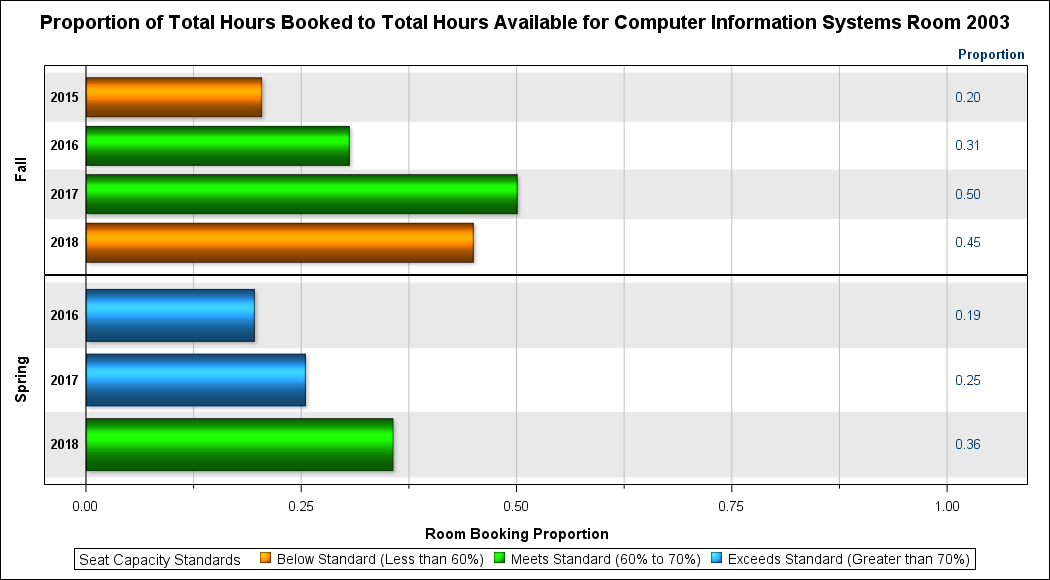 Proportion of Total Hours Booked to Total Hours Available for Computer Information Systems Room 2003
Proportion
Fall
2015 0.20
2016 0.31
2017 0.50
2018 0.45
Spring
2016 0.19
2017 0.25
2018 0.36
0.00 0.25 0.50 0.75 1.00
Room Booking Proportion
Seat Capacity Standards Below Standard (Less than 60%) Meets Standard (60% to 70%) Exceeds Standard (Greater than 70%)